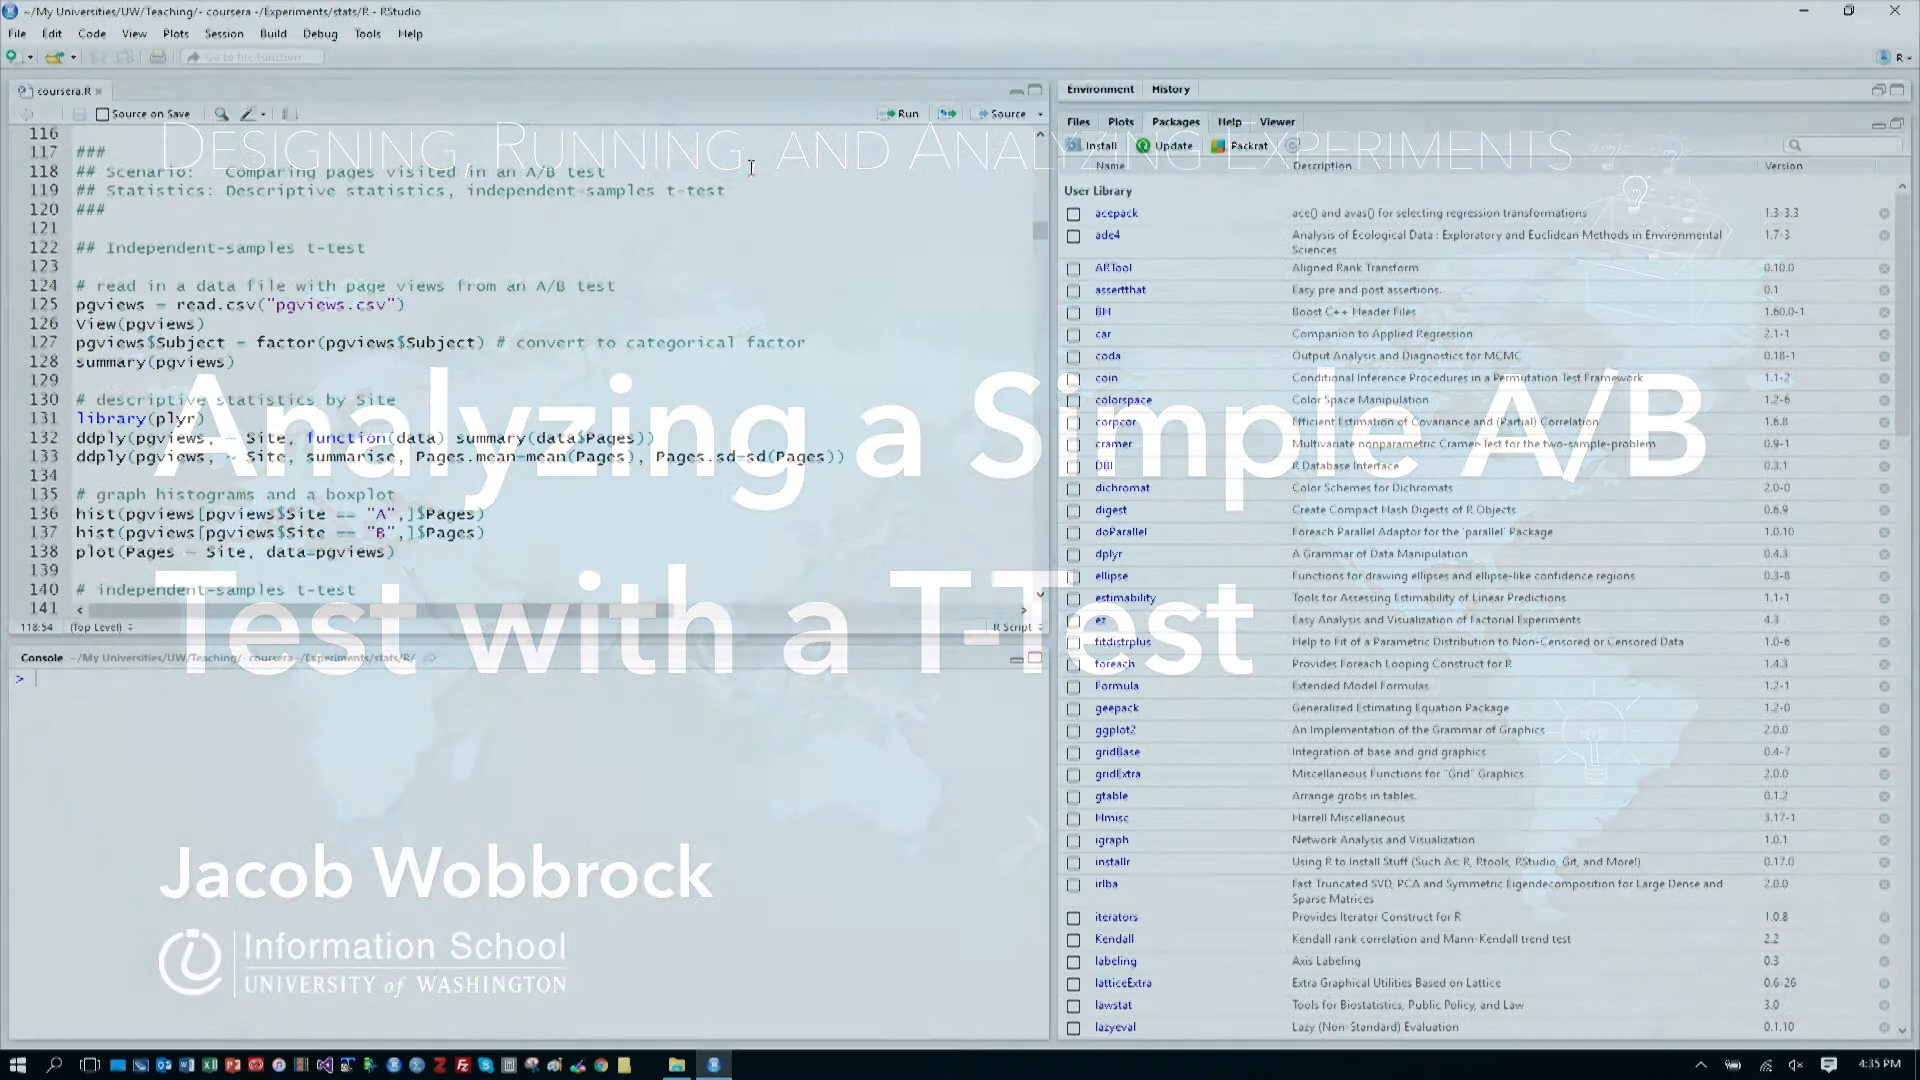 ~/My Universities/UW/Teaching/- coursera -/Experiments/stats/R - RStudio
File Edit Code View Plots Session Build Debug Tools Help
Go to file/function
R
coursera.R
Source on Save
Run
Source
DESIGNING, RUNNING, AND ANALYZING EXPERIMENTS
116
117 ###
118 ## Scenario: Comparing pages visited in an A/B test
119 ## Statistics: Descriptive statistics, independent-samples t-test
120 ###
121
122 ## Independent-samples t-test
123
124 # read in a data file with page views from an A/B test
125 pgviews = read.csv("pgviews.csv")
126 View(pgviews)
127 pgviews$Subject = factor(pgviews$Subject) # convert to categorical factor
128 summary(pgviews)
129
130 # descriptive statistics by Site
131 library(plyr)
132 ddply(pgviews, ~ Site, function(data) summary(data$Pages))
133 ddply(pgviews, ~ Site, summarise, Pages.mean=mean(Pages), Pages.sd=sd(Pages))
134
135 # graph histograms and a boxplot
136 hist(pgviews[pgviews$Site == "A",]$Pages)
137 hist(pgviews[pgviews$Site == "B",]$Pages)
138 plot(Pages ~ Site, data=pgviews)
139
140 # independent-samples t-test
141
118:54 (Top Level)
R Script
Analyzing a Simple A/B
Test with a T-Test
Console ~/My Universities/UW/Teaching/- coursera -/Experiments/stats/R/
>
Jacob Wobbrock
Information School
UNIVERSITY of WASHINGTON
Environment History
Files Plots Packages Help Viewer
Install Update Packrat
Name Description Version
User Library
acepack ace() and avas() for selecting regression transformations 1.3-3.3
ade4 Analysis of Ecological Data : Exploratory and Euclidean Methods in Environmental 1.7-3
Sciences
ARTool Aligned Rank Transform 0.10.0
assertthat Easy pre and post assertions. 0.1
BH Boost C++ Header Files 1.60.0-1
car Companion to Applied Regression 2.1-1
coda Output Analysis and Diagnostics for MCMC 0.18-1
coin Conditional Inference Procedures in a Permutation Test Framework 1.1-2
colorspace Color Space Manipulation 1.2-6
corpcor Efficient Estimation of Covariance and (Partial) Correlation 1.6.8
cramer Multivariate nonparametric Cramer-Test for the two-sample-problem 0.9-1
DBI R Database Interface 0.3.1
dichromat Color Schemes for Dichromats 2.0-0
digest Create Compact Hash Digests of R Objects 0.6.9
doParallel Foreach Parallel Adaptor for the 'parallel' Package 1.0.10
dplyr A Grammar of Data Manipulation 0.4.3
ellipse Functions for drawing ellipses and ellipse-like confidence regions 0.3-8
estimability Tools for Assessing Estimability of Linear Predictions 1.1-1
ez Easy Analysis and Visualization of Factorial Experiments 4.3
fitdistrplus Help to Fit of a Parametric Distribution to Non-Censored or Censored Data 1.0-6
foreach Provides Foreach Looping Construct for R 1.4.3
Formula Extended Model Formulas 1.2-1
geepack Generalized Estimating Equation Package 1.2-0
ggplot2 An Implementation of the Grammar of Graphics 2.0.0
gridBase Integration of base and grid graphics 0.4-7
gridExtra Miscellaneous Functions for "Grid" Graphics 2.0.0
gtable Arrange grobs in tables. 0.1.2
Hmisc Harrell Miscellaneous 3.17-1
igraph Network Analysis and Visualization 1.0.1
installr Using R to Install Stuff (Such As: R, Rtools, RStudio, Git, and More!) 0.17.0
irlba Fast Truncated SVD, PCA and Symmetric Eigendecomposition for Large Dense and 2.0.0
Sparse Matrices
iterators Provides Iterator Construct for R 1.0.8
Kendall Kendall rank correlation and Mann-Kendall trend test 2.2
labeling Axis Labeling 0.3
latticeExtra Extra Graphical Utilities Based on Lattice 0.6-26
lawstat Tools for Biostatistics, Public Policy, and Law 3.0
lazyeval Lazy (Non-Standard) Evaluation 0.1.10
4:35 PM